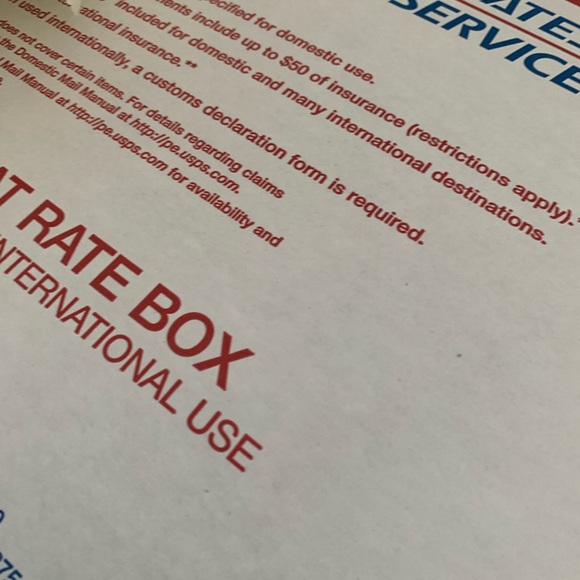 ATES
SERVICE
pecified for domestic use.
ents include up to $50 of insurance (restrictions apply).*
included for domestic and many international destinations.
national insurance.**
used internationally, a customs declaration form is required.
does not cover certain items. For details regarding claims
the Domestic Mail Manual at http://pe.usps.com.
l Mail Manual at http://pe.usps.com for availability and
AT RATE BOX
INTERNATIONAL USE